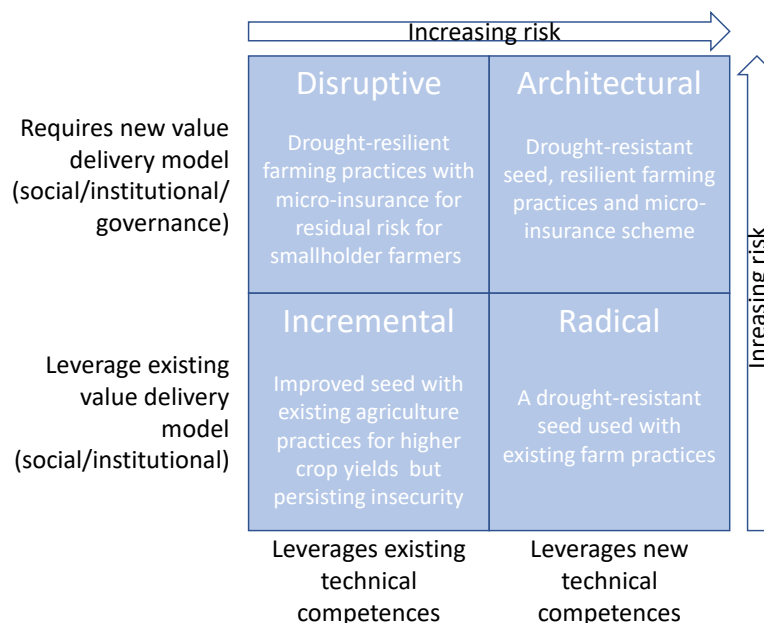 Increasing risk
Requires new value
delivery model
(social/institutional/
governance)
Disruptive
Drought-resilient
farming practices with
micro-insurance for
residual risk for
smallholder farmers
Architectural
Drought-resistant
seed, resilient farming
practices and micro-
insurance scheme
Increasing risk
Leverage existing
value delivery
model
(social/institutional)
Incremental
Improved seed with
existing agriculture
practices for higher
crop yields but
persisting insecurity
Radical
A drought-resistant
seed used with
existing farm practices
Leverages existing
technical
competences
Leverages new
technical
competences